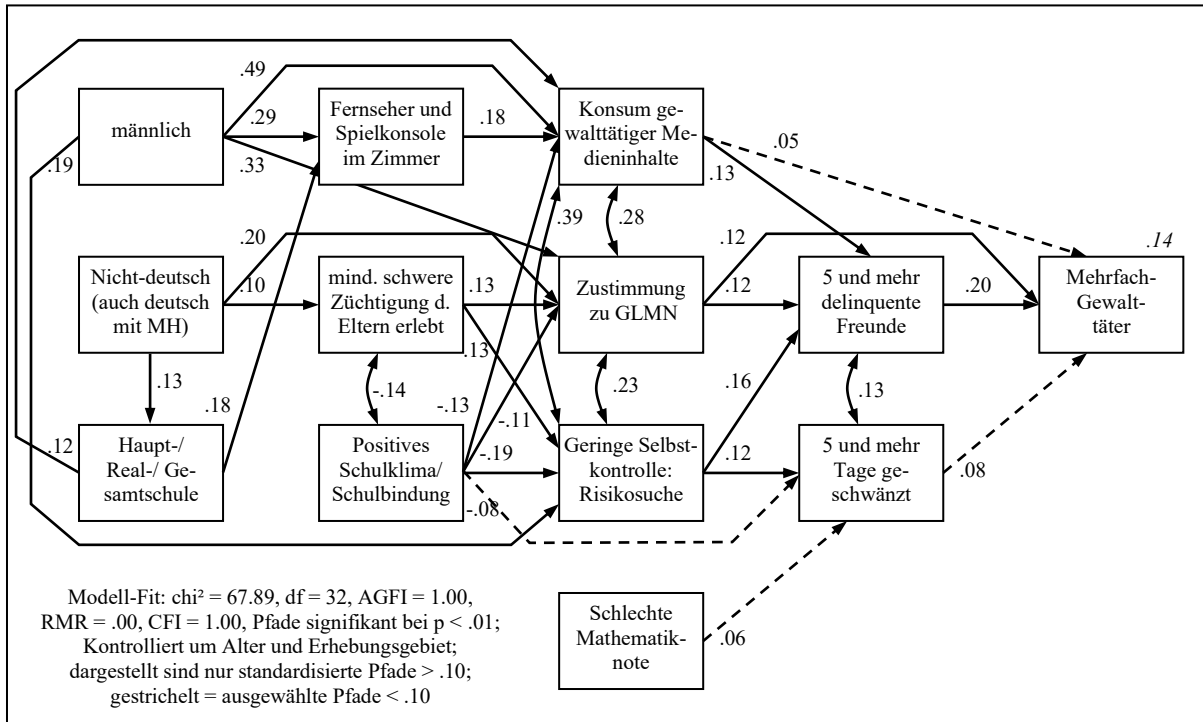 .49
männlich
.29
Fernseher und
Spielkonsole
im Zimmer
.18
Konsum ge-
walttätiger Me-
dieninhalte
.05
.19
.33
.13
.39
.28
.20
.12
.14
Nicht-deutsch
(auch deutsch
mit MH)
.10
mind. schwere
Züchtigung d.
Eltern erlebt
.13
Zustimmung
zu GLMN
.12
5 und mehr
delinquente
Freunde
.20
Mehrfach-
Gewalt-
täter
.13
.13
-.14
.23
.16
.13
.18
-.13
-.11
.12
Haupt-/
Real-/ Ge-
samtschule
Positives
Schulklima/
Schulbindung
-.19
Geringe Selbst-
kontrolle:
Risikosuche
.12
5 und mehr
Tage ge-
schwänzt
.08
-.08
Modell-Fit: chi² = 67.89, df = 32, AGFI = 1.00,
RMR = .00, CFI = 1.00, Pfade signifikant bei p < .01;
Kontrolliert um Alter und Erhebungsgebiet;
dargestellt sind nur standardisierte Pfade > .10;
gestrichelt = ausgewählte Pfade < .10
Schlechte
Mathematik-
note
.06